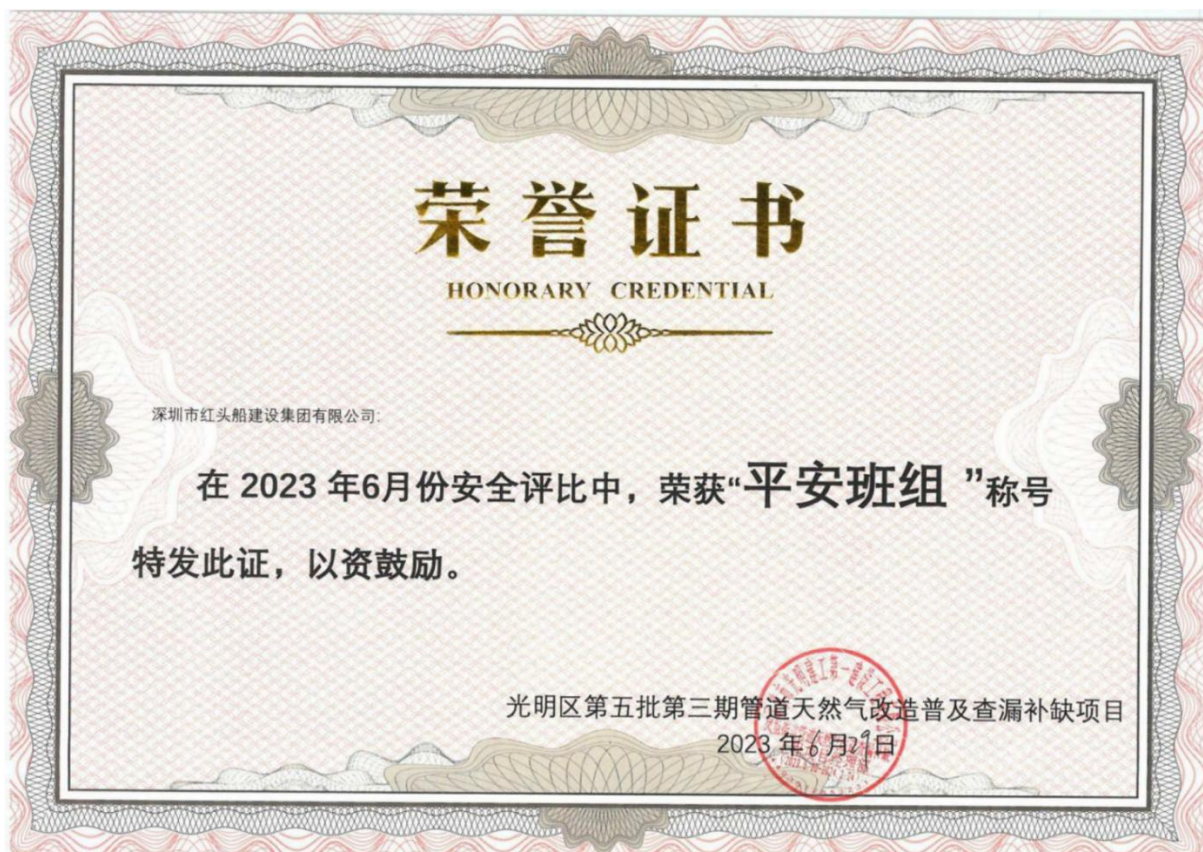 荣誉证书
HONORARY CREDENTIAL
深圳市红头船建设集团有限公司:
在 2023 年6月份安全评比中，荣获“平安班组 ”称号
特发此证，以资鼓励。
光明区第五批第三期管道天然气改造普及查漏补缺项目
2023 年 6 月29日